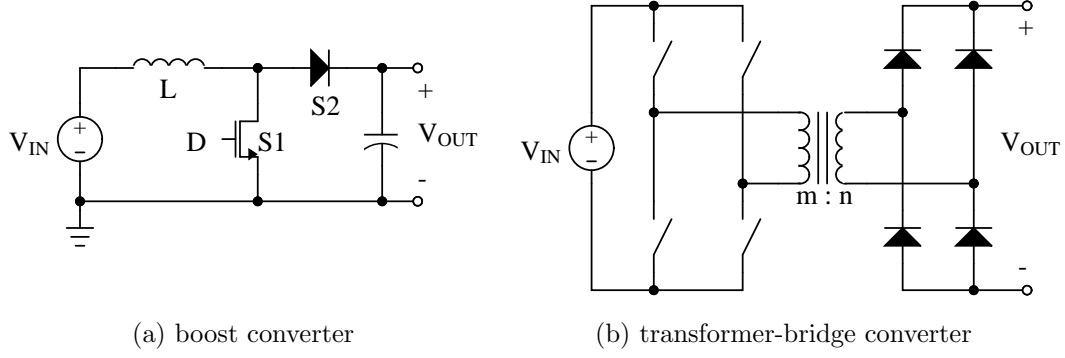 L
S2
+
V_IN
+
-
D
S1
V_OUT
-
(a) boost converter
+
V_IN
+
-
m : n
V_OUT
-
(b) transformer-bridge converter